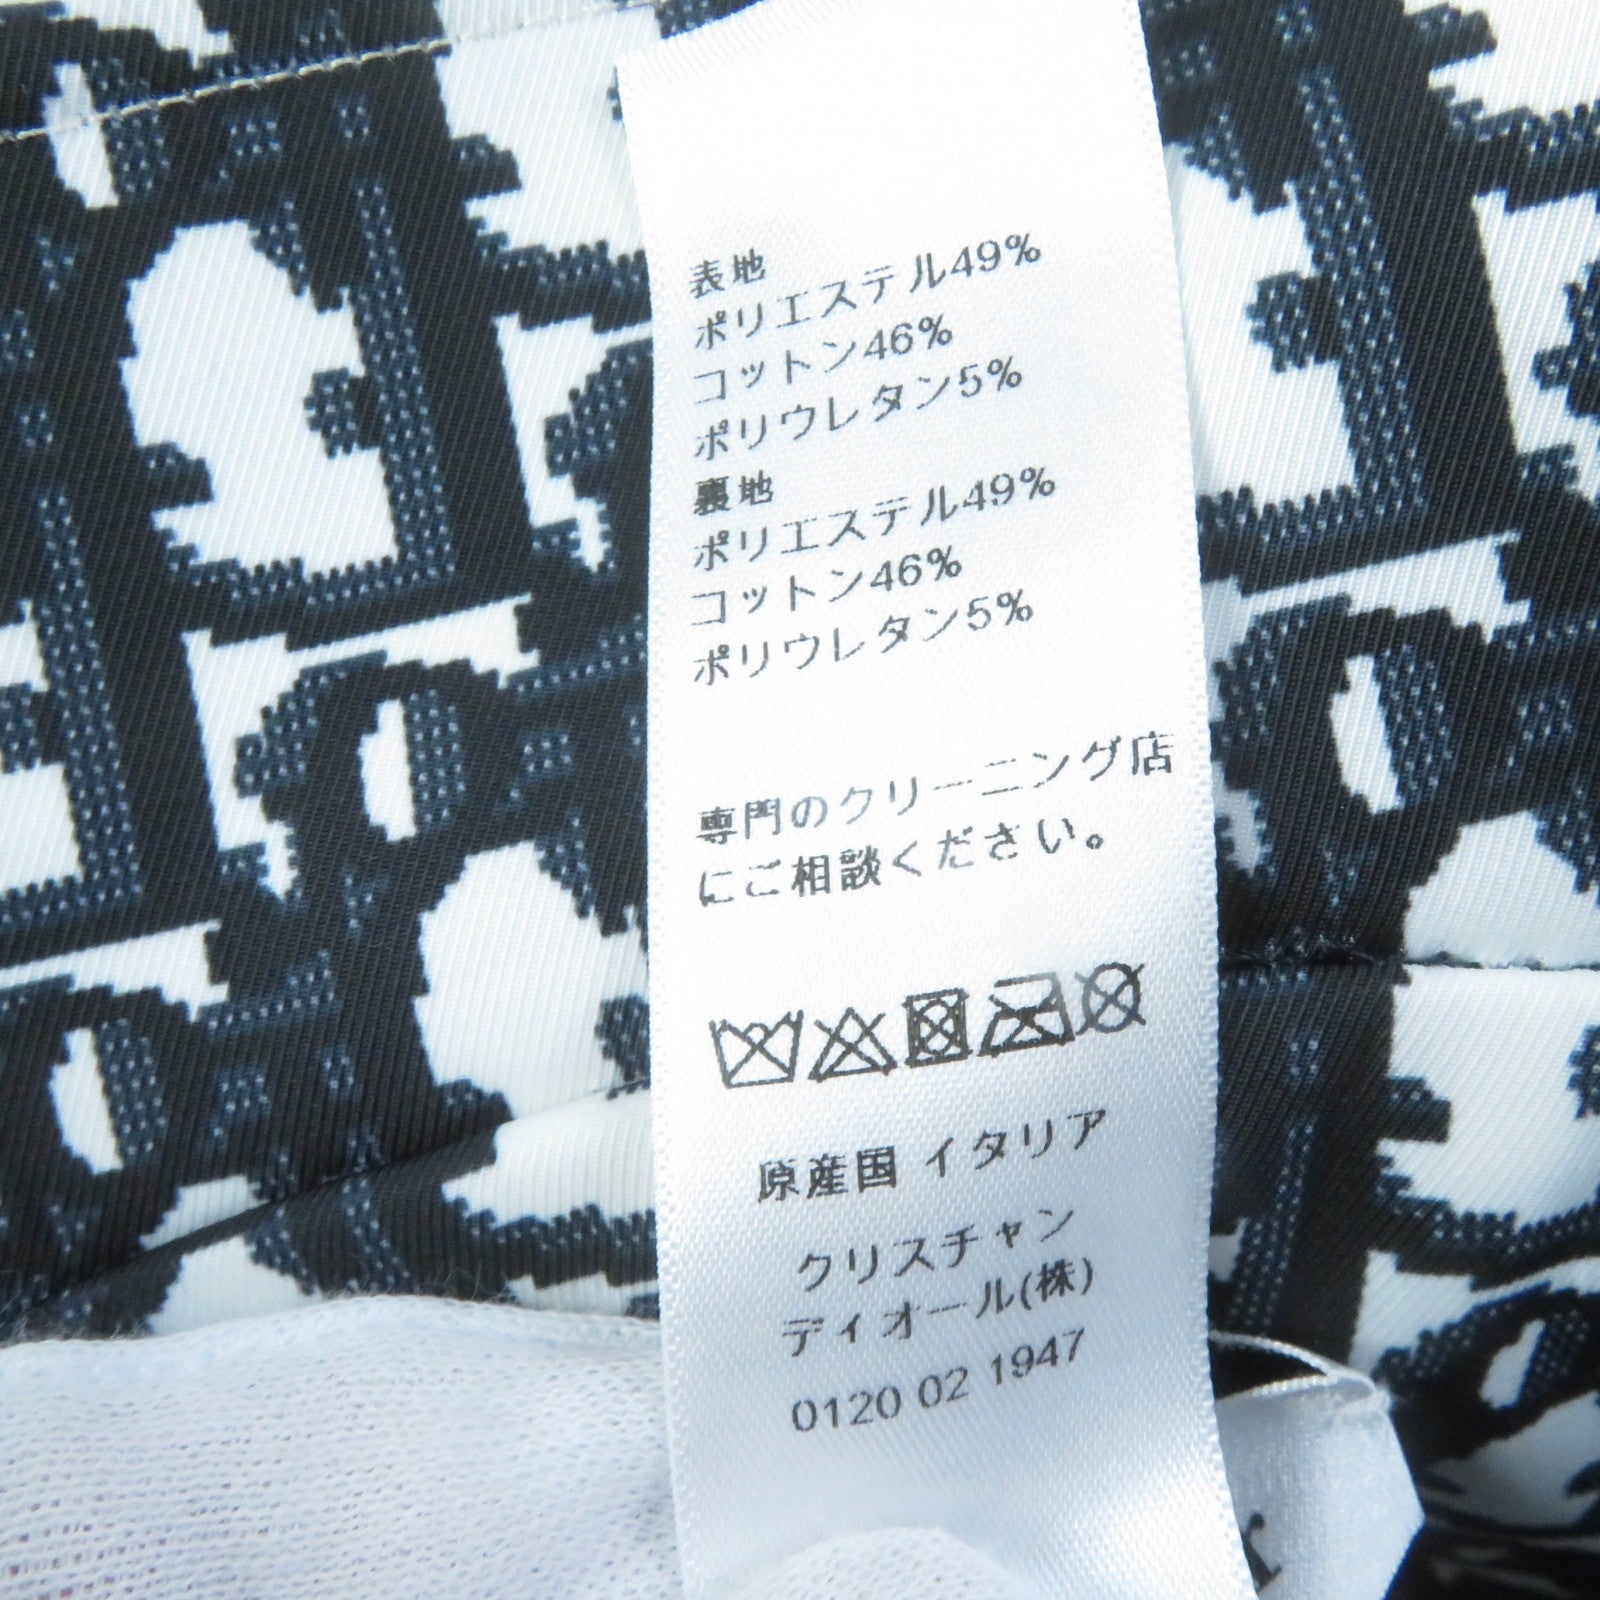 表地
ポリエステル49%
コットン46%
ポリウレタン5%
裏地
ポリエステル49%
コットン46%
ポリウレタン5%
専門のクリーニング店
にご相談ください。
原産国 イタリア
クリスチャン
ディオール(株)
0120 02 1947